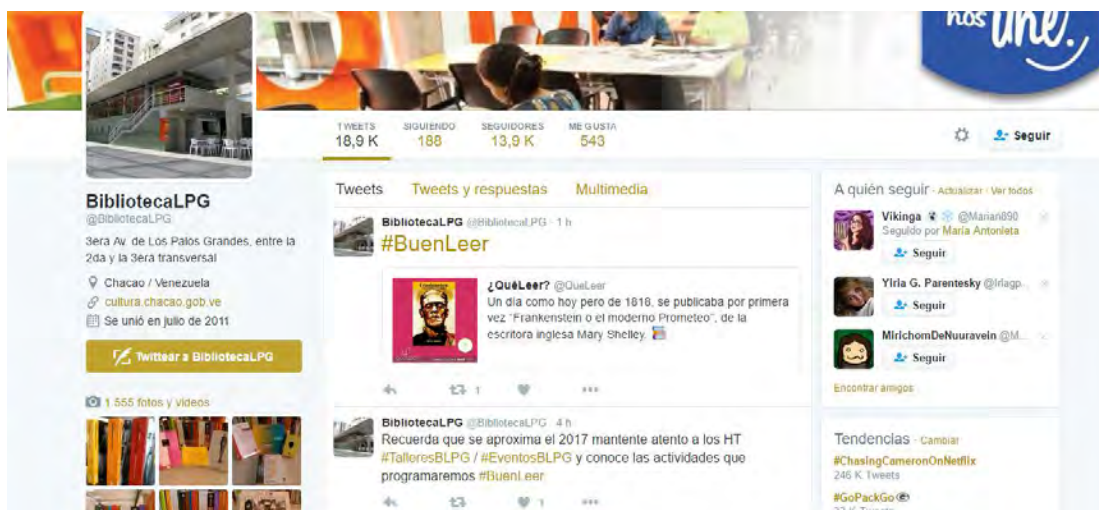 nos une.
TWEETS SIGUIENDO SEGUIDORES ME GUSTA
18,9 K 188 13,9 K 543
Seguir
BibliotecaLPG
@BibliotecaLPG
3era Av. de Los Palos Grandes, entre la
2da y la 3era transversal
Chacao / Venezuela
cultura.chacao.gob.ve
Se unió en julio de 2011
Twittear a BibliotecaLPG
1 555 fotos y videos
Tweets Tweets y respuestas Multimedia
BibliotecaLPG @BibliotecaLPG · 1 h
#BuenLeer
¿QuéLeer? @QueLeer
Un día como hoy pero de 1818, se publicaba por primera
vez "Frankenstein o el moderno Prometeo", de la
escritora inglesa Mary Shelley.
1
BibliotecaLPG @BibliotecaLPG · 4 h
Recuerda que se aproxima el 2017 mantente atento a los HT
#TalleresBLPG / #EventosBLPG y conoce las actividades que
programaremos #BuenLeer
1
A quién seguir · Actualizar · Ver todos
Vikinga @Marian890
Seguido por María Antonieta
Seguir
Yiria G. Parentesky @Iriagp...
Seguir
MirichomDeNuuravein @M...
Seguir
Encontrar amigos
Tendencias · Cambiar
#ChasingCameronOnNetflix
246 K Tweets
#GoPackGo